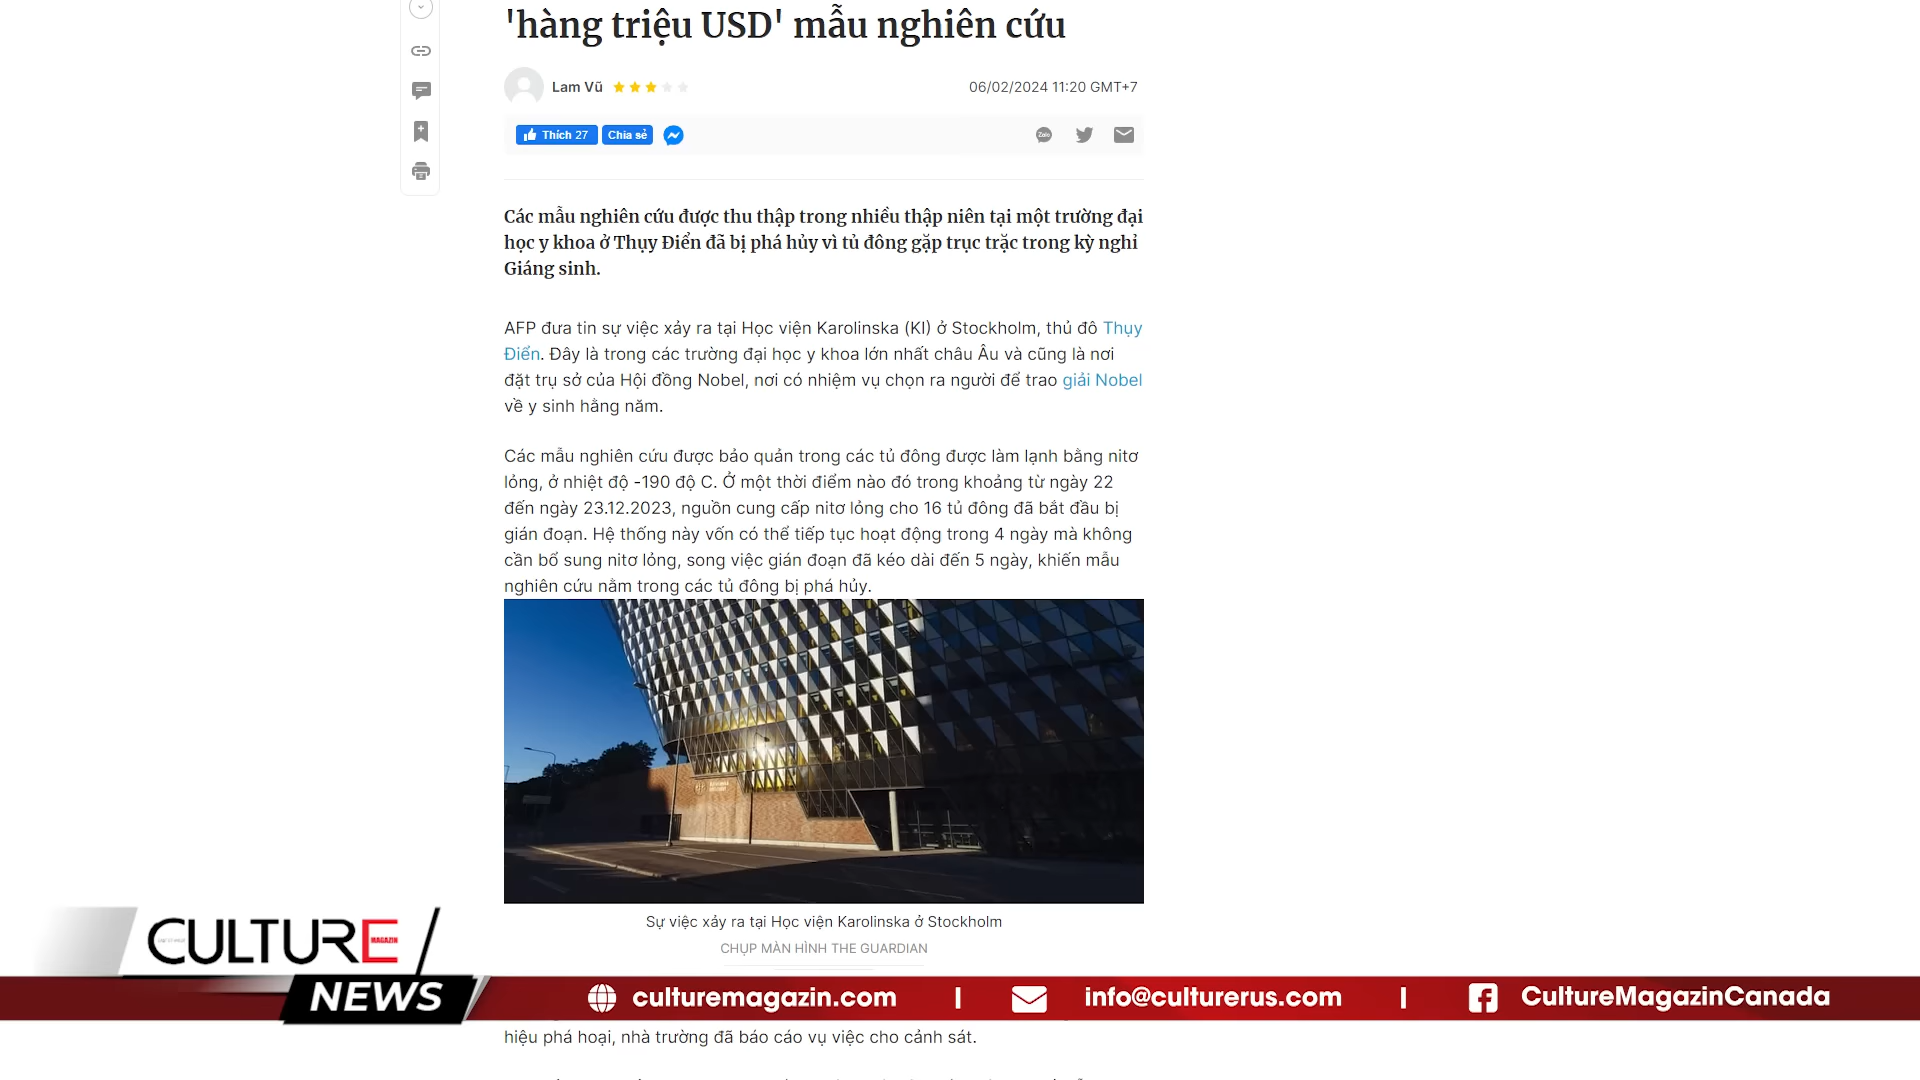 'hàng triệu USD' mẫu nghiên cứu
Lam Vũ
06/02/2024 11:20 GMT+7
Thích 27
Chia sẻ
Zalo
Các mẫu nghiên cứu được thu thập trong nhiều thập niên tại một trường đại
học y khoa ở Thụy Điển đã bị phá hủy vì tủ đông gặp trục trặc trong kỳ nghỉ
Giáng sinh.
AFP đưa tin sự việc xảy ra tại Học viện Karolinska (KI) ở Stockholm, thủ đô Thụy
Điển. Đây là trong các trường đại học y khoa lớn nhất châu Âu và cũng là nơi
đặt trụ sở của Hội đồng Nobel, nơi có nhiệm vụ chọn ra người để trao giải Nobel
về y sinh hằng năm.
Các mẫu nghiên cứu được bảo quản trong các tủ đông được làm lạnh bằng nitơ
lỏng, ở nhiệt độ -190 độ C. Ở một thời điểm nào đó trong khoảng từ ngày 22
đến ngày 23.12.2023, nguồn cung cấp nitơ lỏng cho 16 tủ đông đã bắt đầu bị
gián đoạn. Hệ thống này vốn có thể tiếp tục hoạt động trong 4 ngày mà không
cần bổ sung nitơ lỏng, song việc gián đoạn đã kéo dài đến 5 ngày, khiến mẫu
nghiên cứu nằm trong các tủ đông bị phá hủy.
Sự việc xảy ra tại Học viện Karolinska ở Stockholm
CHỤP MÀN HÌNH THE GUARDIAN
CULTURE
MAGAZIN
NEWS
culturemagazin.com
info@culturerus.com
CultureMagazinCanada
hiệu phá hoại, nhà trường đã báo cáo vụ việc cho cảnh sát.